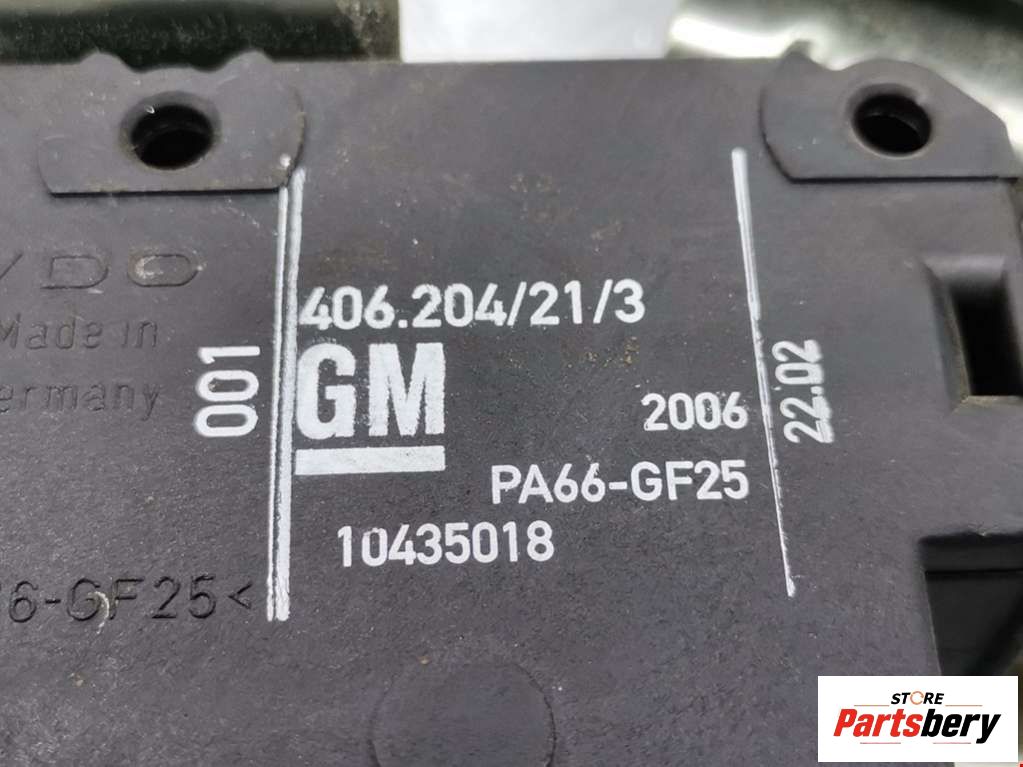 VDO
Made in
Germany
001
406.204/21/3
GM
2006
22.02
PA66-GF25
10435018
6-GF25<
STORE
Partsbery